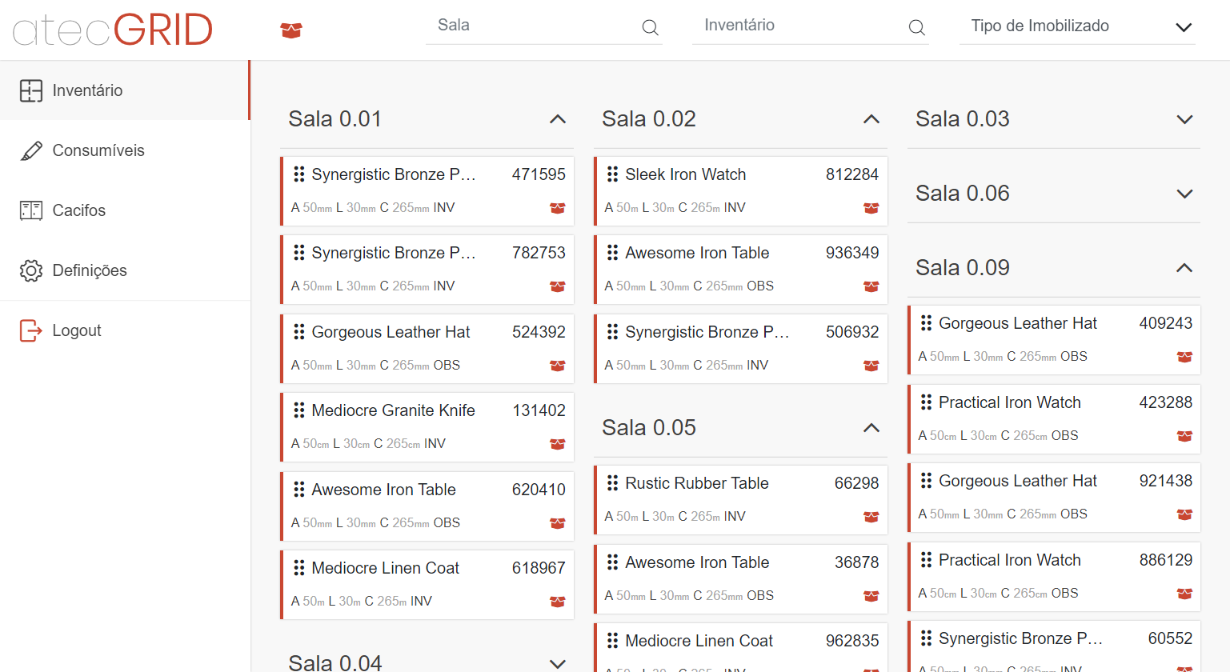 atecGRID
Sala
Inventário
Tipo de Imobilizado
Inventário
Consumíveis
Cacifos
Definições
Logout
Sala 0.01
Synergistic Bronze P... 471595
A 50mm L 30mm C 265mm INV
Synergistic Bronze P... 782753
A 50mm L 30mm C 265mm INV
Gorgeous Leather Hat 524392
A 50mm L 30mm C 265mm OBS
Mediocre Granite Knife 131402
A 50cm L 30cm C 265cm INV
Awesome Iron Table 620410
A 50mm L 30mm C 265mm OBS
Mediocre Linen Coat 618967
A 50m L 30m C 265m INV
Sala 0.04
Sala 0.02
Sleek Iron Watch 812284
A 50m L 30m C 265m INV
Awesome Iron Table 936349
A 50mm L 30mm C 265mm OBS
Synergistic Bronze P... 506932
A 50mm L 30mm C 265mm INV
Sala 0.05
Rustic Rubber Table 66298
A 50m L 30m C 265m INV
Awesome Iron Table 36878
A 50mm L 30mm C 265mm OBS
Mediocre Linen Coat 962835
A 50m L 30m C 265m INV
Sala 0.03
Sala 0.06
Sala 0.09
Gorgeous Leather Hat 409243
A 50mm L 30mm C 265mm OBS
Practical Iron Watch 423288
A 50cm L 30cm C 265cm OBS
Gorgeous Leather Hat 921438
A 50mm L 30mm C 265mm OBS
Practical Iron Watch 886129
A 50cm L 30cm C 265cm OBS
Synergistic Bronze P... 60552
A 50mm L 30mm C 265mm INV